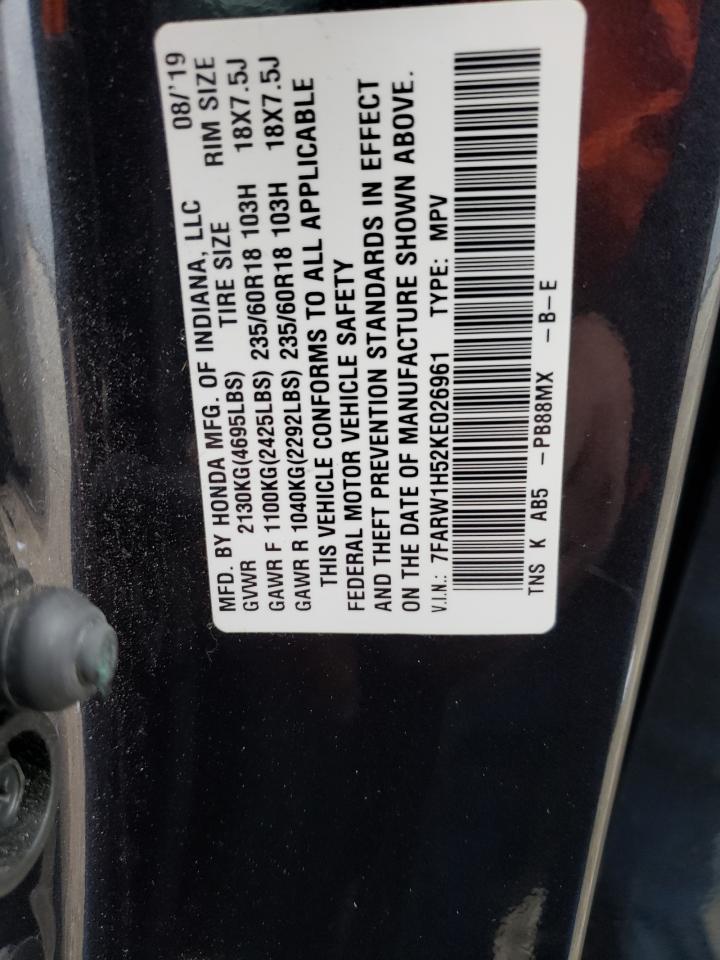 MFD. BY HONDA MFG. OF INDIANA, LLC 08/'19
GVWR 2130KG(4695LBS) TIRE SIZE RIM SIZE
GAWR F 1100KG(2425LBS) 235/60R18 103H 18X7.5J
GAWR R 1040KG(2292LBS) 235/60R18 103H 18X7.5J
THIS VEHICLE CONFORMS TO ALL APPLICABLE
FEDERAL MOTOR VEHICLE SAFETY
AND THEFT PREVENTION STANDARDS IN EFFECT
ON THE DATE OF MANUFACTURE SHOWN ABOVE.
V.I.N.: 7FARW1H52KE026961 TYPE: MPV
TNS K AB5 -PB88MX -B-E